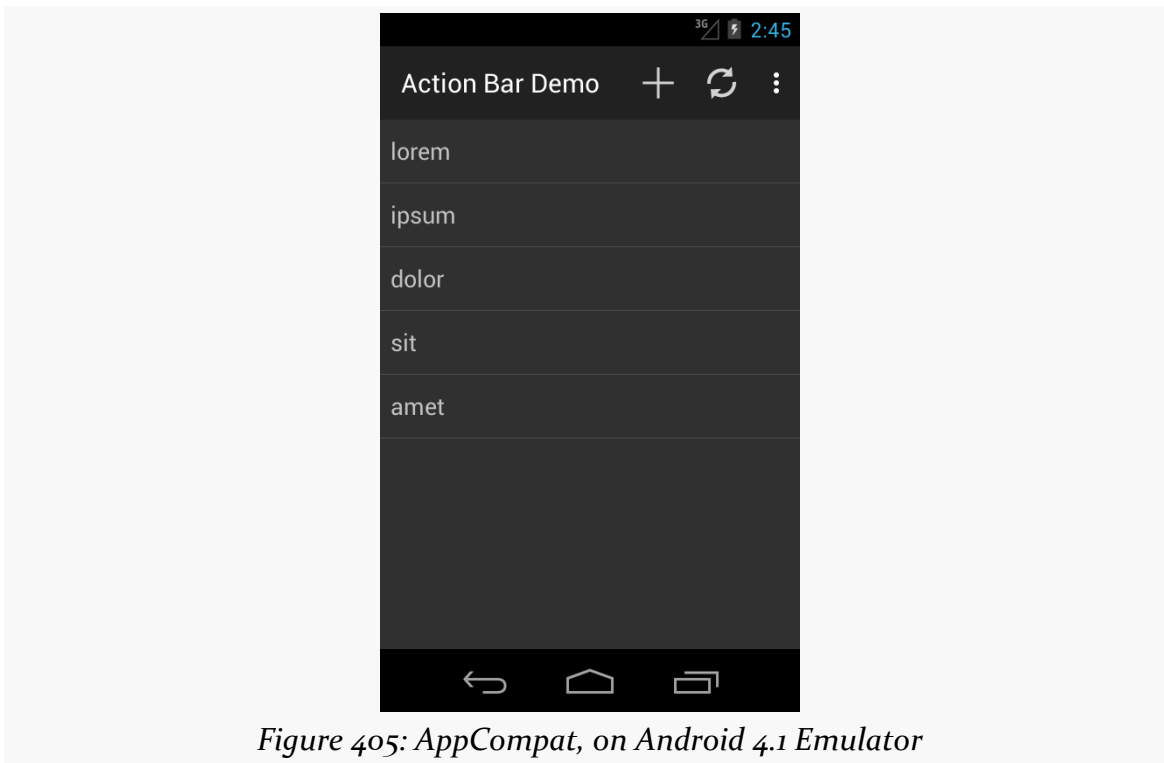 3G 2:45
Action Bar Demo
lorem
ipsum
dolor
sit
amet
Figure 405: AppCompat, on Android 4.1 Emulator